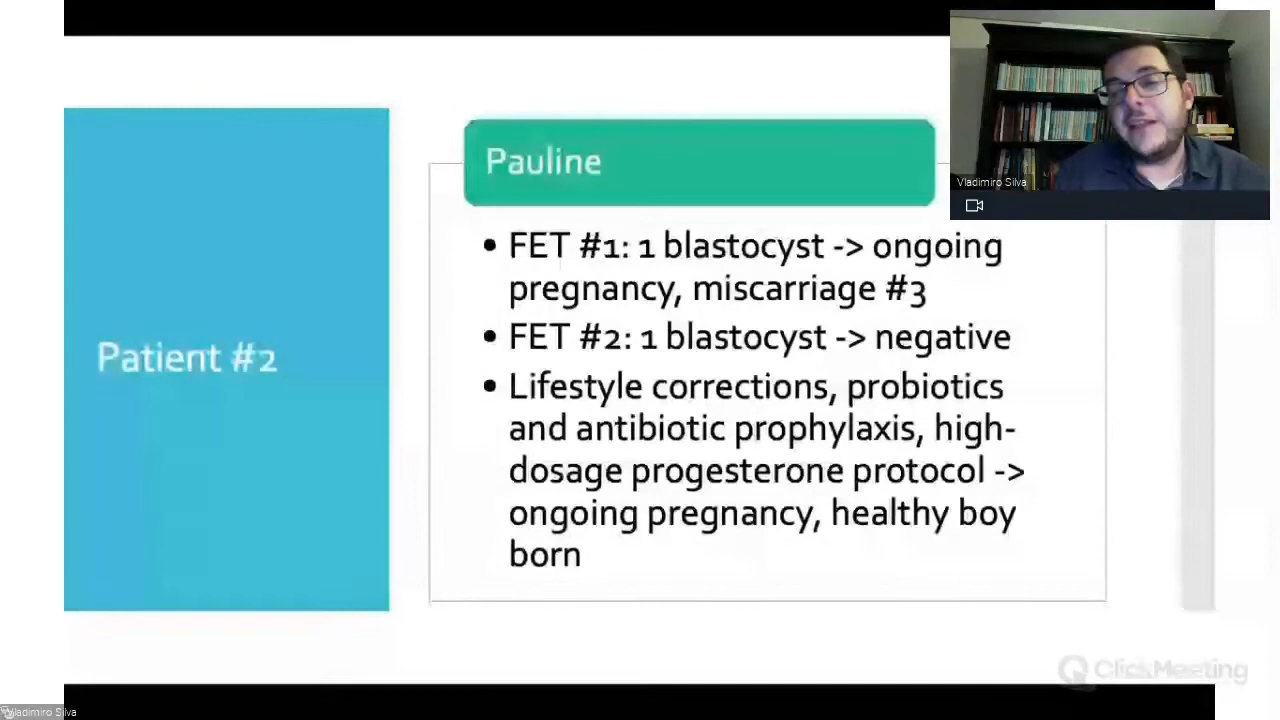 Pauline
Vladimiro Silva
• FET #1: 1 blastocyst -> ongoing
pregnancy, miscarriage #3
• FET #2: 1 blastocyst -> negative
Patient #2
• Lifestyle corrections, probiotics
and antibiotic prophylaxis, high-
dosage progesterone protocol ->
ongoing pregnancy, healthy boy
born
ClickMeeting
Vladimiro Silva